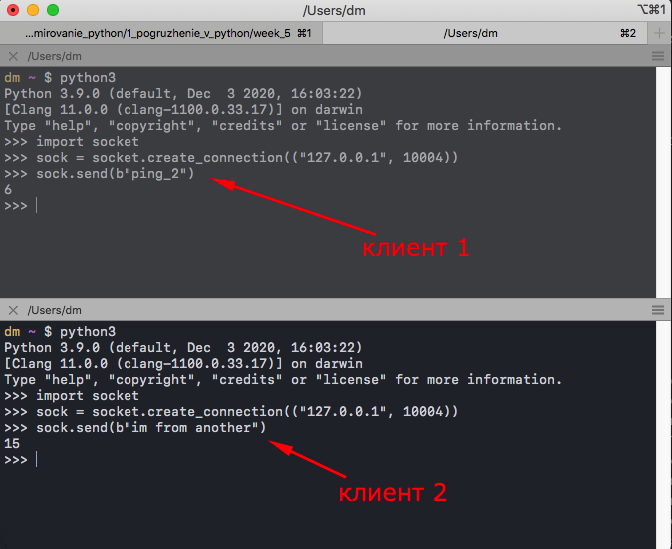 /Users/dm
⌥⌘1
...mirovanie_python/1_pogruzhenie_v_python/week_5 ⌘1
/Users/dm ⌘2
/Users/dm
dm ~ $ python3
Python 3.9.0 (default, Dec  3 2020, 16:03:22)
[Clang 11.0.0 (clang-1100.0.33.17)] on darwin
Type "help", "copyright", "credits" or "license" for more information.
>>> import socket
>>> sock = socket.create_connection(("127.0.0.1", 10004))
>>> sock.send(b"ping_2")
6
>>>
клиент 1
/Users/dm
dm ~ $ python3
Python 3.9.0 (default, Dec  3 2020, 16:03:22)
[Clang 11.0.0 (clang-1100.0.33.17)] on darwin
Type "help", "copyright", "credits" or "license" for more information.
>>> import socket
>>> sock = socket.create_connection(("127.0.0.1", 10004))
>>> sock.send(b"im from another")
15
>>>
клиент 2